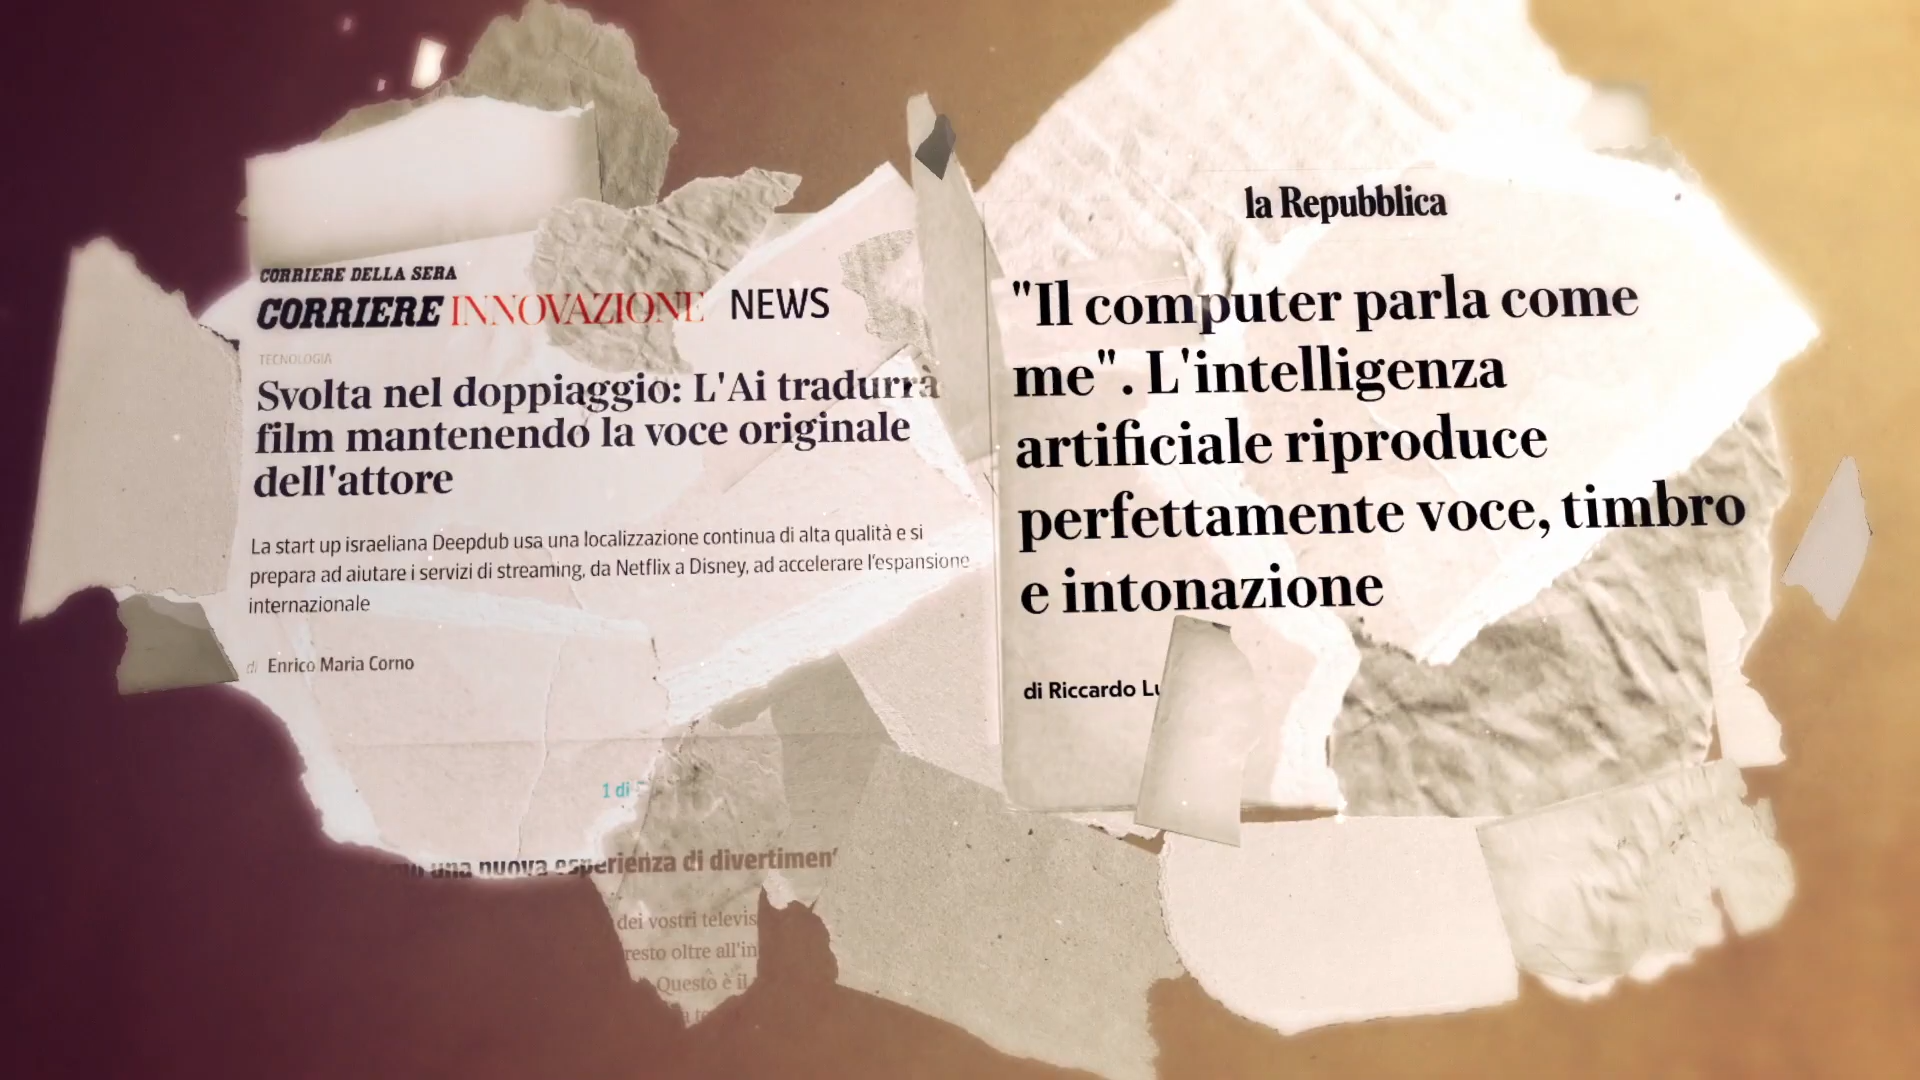 CORRIERE DELLA SERA
CORRIERE INNOVAZIONE NEWS
TECNOLOGIA
Svolta nel doppiaggio: L'Ai tradurrà
film mantenendo la voce originale
dell'attore
La start up israeliana Deepdub usa una localizzazione continua di alta qualità e si
prepara ad aiutare i servizi di streaming, da Netflix a Disney, ad accelerare l'espansione
internazionale
di Enrico Maria Corno
1 di
una nuova esperienza di divertimen
dei vostri televis
resto oltre all'in
Questo è il
la Repubblica
"Il computer parla come
me". L'intelligenza
artificiale riproduce
perfettamente voce, timbro
e intonazione
di Riccardo Lu